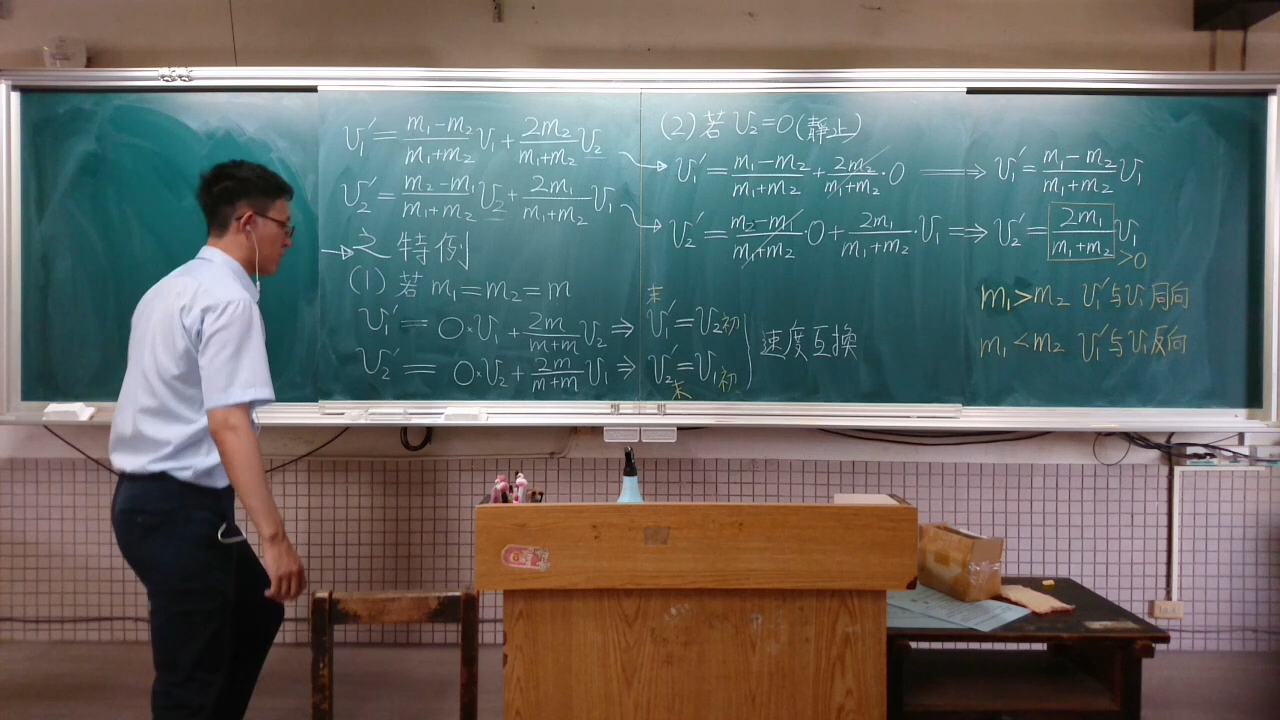 v₁′ = (m₁−m₂)/(m₁+m₂) v₁ + 2m₂/(m₁+m₂) v₂
v₂′ = (m₂−m₁)/(m₁+m₂) v₂ + 2m₁/(m₁+m₂) v₁
→之特例
(1) 若 m₁=m₂=m
v₁′ = 0·v₁ + 2m/(m+m) v₂ ⇒ v₁′末=v₂初
v₂′ = 0·v₂ + 2m/(m+m) v₁ ⇒ v₂′末=v₁初
速度互換
(2) 若 v₂=0(靜止)
→ v₁′ = (m₁−m₂)/(m₁+m₂) v₁ + 2m₂/(m₁+m₂)·0 ⇒ v₁′ = (m₁−m₂)/(m₁+m₂) v₁
→ v₂′ = (m₂−m₁)/(m₁+m₂)·0 + 2m₁/(m₁+m₂)·v₁ ⇒ v₂′ = 2m₁/(m₁+m₂) v₁
>0
m₁>m₂ v₁′与v₁同向
m₁<m₂ v₁′与v₁反向